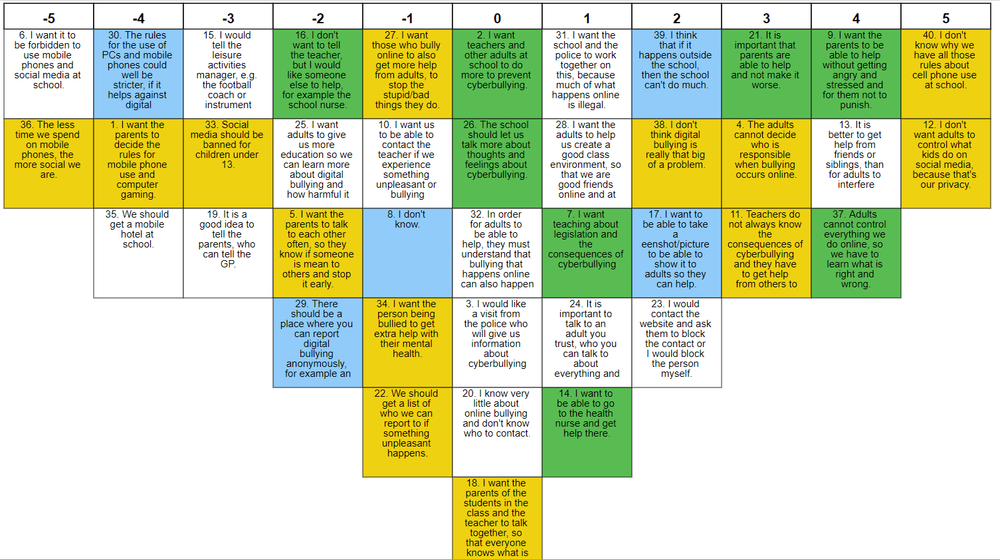 -5 -4 -3 -2 -1 0 1 2 3 4 5
6. I want it to
be forbidden to
use mobile
phones and
social media at
school.
30. The rules
for the use of
PCs and mobile
phones could
well be
stricter, if it
helps against
digital
15. I would
tell the
leisure
activities
manager, e.g.
the football
coach or
instrument
16. I don't
want to tell
the teacher,
but I would
like someone
else to help,
for example the
school nurse.
27. I want
those who bully
online to also
get more help
from adults, to
stop the
stupid/bad
things they do.
2. I want
teachers and
other adults at
school to do
more to prevent
cyberbullying.
31. I want the
school and the
police to work
together on
this, because
much of what
happens online
is illegal.
39. I think
that if it
happens outside
the school,
then the school
can't do much.
21. It is
important that
parents are
able to help
and not make it
worse.
9. I want the
parents to be
able to help
without getting
angry and
stressed and
for them not to
punish.
40. I don't
know why we
have all those
rules about
cell phone use
at school.
36. The less
time we spend
on mobile
phones, the
more social we
are.
1. I want the
parents to
decide the
rules for
mobile phone
use and
computer
gaming.
33. Social
media should be
banned for
children under
13.
25. I want
adults to give
us more
education so we
can learn more
about digital
bullying and
how harmful it
10. I want us
to be able to
contact the
teacher if we
experience
something
unpleasant or
bullying
26. The school
should let us
talk more about
thoughts and
feelings about
cyberbullying.
28. I want the
adults to help
us create a
good class
environment, so
that we are
good friends
online and at
38. I don't
think digital
bullying is
really that big
of a problem.
4. The adults
cannot decide
who is
responsible
when bullying
occurs online.
13. It is
better to get
help from
friends or
siblings, than
for adults to
interfere
12. I don't
want adults to
control what
kids do on
social media,
because that's
our privacy.
35. We should
get a mobile
hotel at
school.
19. It is a
good idea to
tell the
parents, who
can tell the
GP.
5. I want the
parents to talk
to each other
often, so they
know if someone
is mean to
others and stop
it early.
8. I don't
know.
32. In order
for adults to
be able to
help, they must
understand that
bullying that
happens online
can also happen
7. I want
teaching about
legislation and
the
consequences of
cyberbullying
17. I want to
be able to take
a
eenshot/picture
to be able to
show it to
adults so they
can help.
11. Teachers do
not always know
the
consequences of
cyberbullying
and they have
to get help
from others to
37. Adults
cannot control
everything we
do online, so
we have to
learn what is
right and
wrong.
29. There
should be a
place where you
can report
digital
bullying
anonymously,
for example an
34. I want the
person being
bullied to get
extra help with
their mental
health.
3. I would like
a visit from
the police who
will give us
information
about
cyberbullying
24. It is
important to
talk to an
adult you
trust, who you
can talk to
about
everything and
23. I would
contact the
website and ask
them to block
the contact or
I would block
the person
myself.
22. We should
get a list of
who we can
report to if
something
unpleasant
happens.
20. I know very
little about
online bullying
and don't know
who to contact.
14. I want to
be able to go
to the health
nurse and get
help there.
18. I want the
parents of the
students in the
class and the
teacher to talk
together, so
that everyone
knows what is